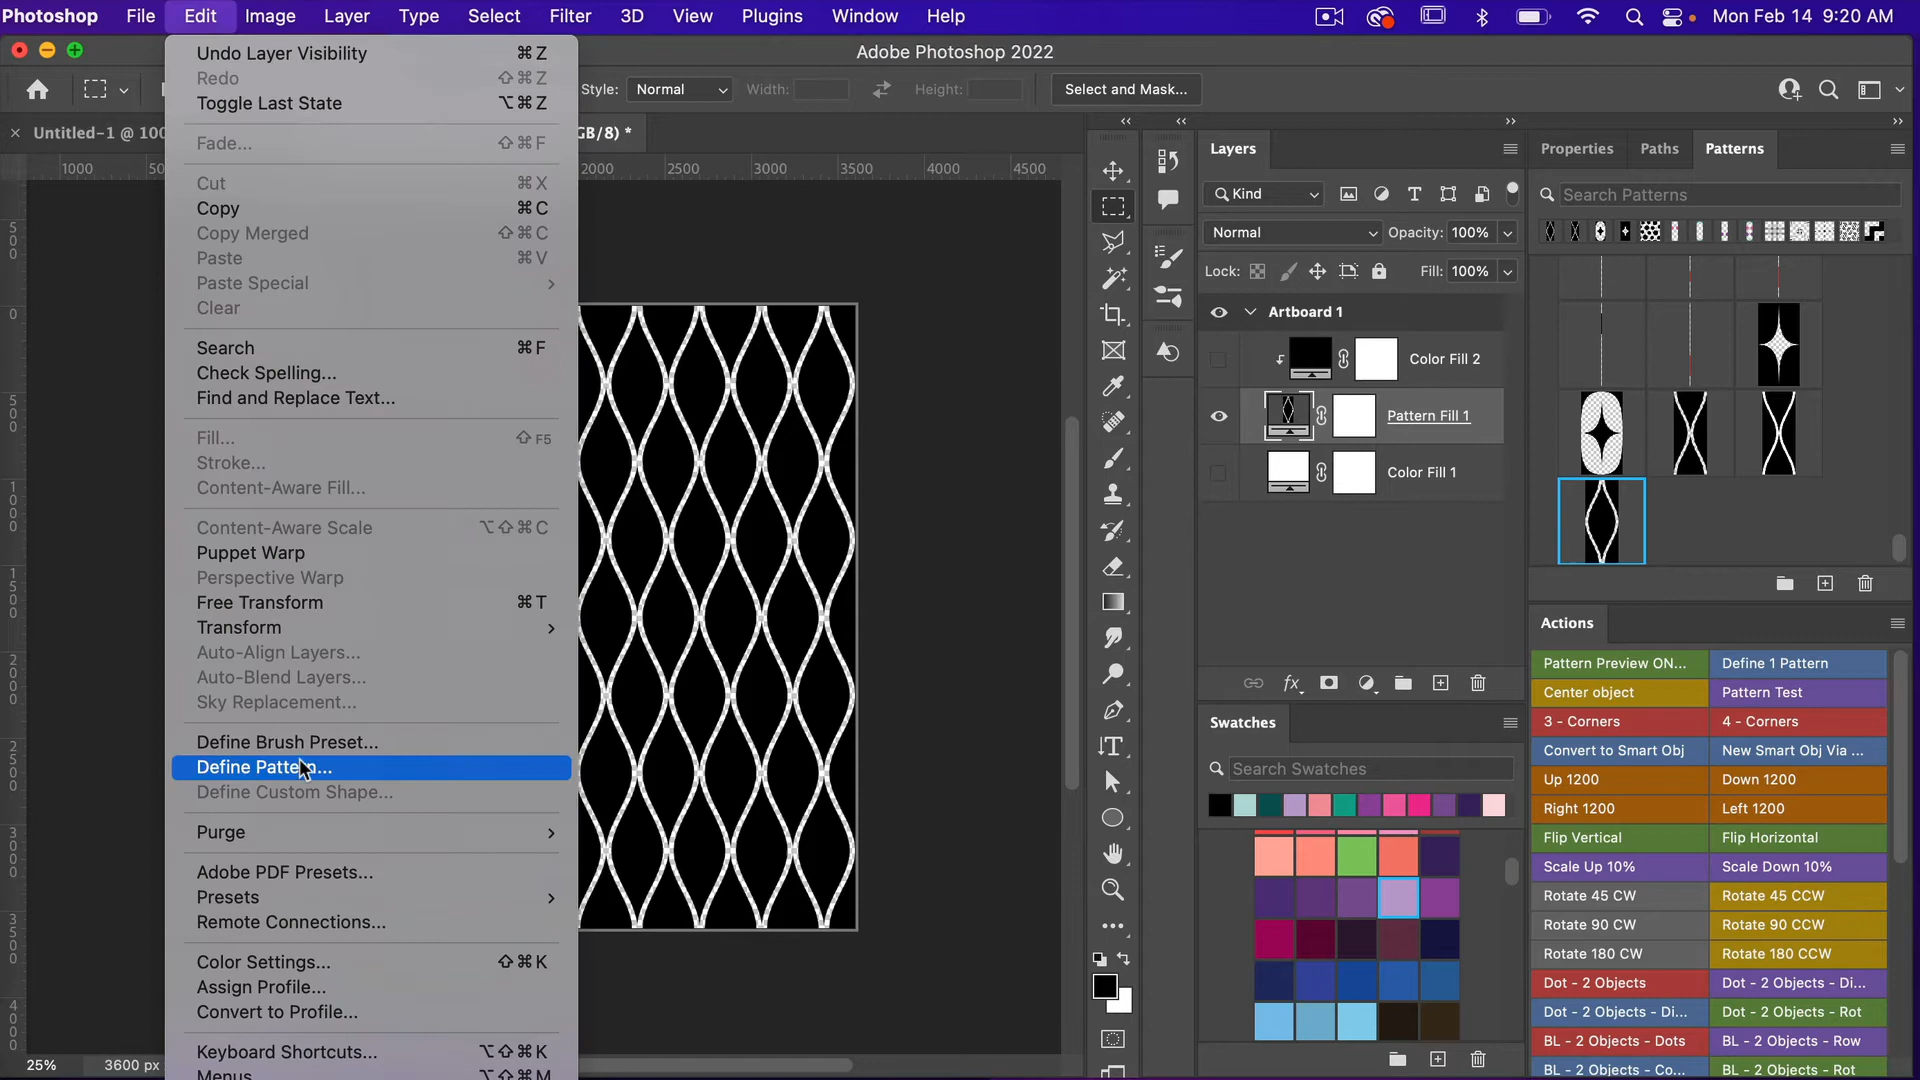 Photoshop File Edit Image Layer Type Select Filter 3D View Plugins Window Help Mon Feb 14 9:20 AM
Adobe Photoshop 2022
Style: Normal Width: Height: Select and Mask...
Untitled-1 @ 100 GB/8) *
1000 2000 2500 3000 3500 4000 4500
Undo Layer Visibility ⌘ Z
Redo ⇧ ⌘ Z
Toggle Last State ⌥ ⌘ Z
Fade... ⇧ ⌘ F
Cut ⌘ X
Copy ⌘ C
Copy Merged ⇧ ⌘ C
Paste ⌘ V
Paste Special
Clear
Search ⌘ F
Check Spelling...
Find and Replace Text...
Fill... ⇧ F5
Stroke...
Content-Aware Fill...
Content-Aware Scale ⌥ ⇧ ⌘ C
Puppet Warp
Perspective Warp
Free Transform ⌘ T
Transform
Auto-Align Layers...
Auto-Blend Layers...
Sky Replacement...
Define Brush Preset...
Define Pattern...
Define Custom Shape...
Purge
Adobe PDF Presets...
Presets
Remote Connections...
Color Settings... ⇧ ⌘ K
Assign Profile...
Convert to Profile...
Keyboard Shortcuts... ⌥ ⇧ ⌘ K
Menus... ⌥ ⇧ ⌘ M
25% 3600 px
Layers
Kind
Normal Opacity: 100%
Lock: Fill: 100%
Artboard 1
Color Fill 2
Pattern Fill 1
Color Fill 1
Swatches
Search Swatches
Properties Paths Patterns
Search Patterns
Actions
Pattern Preview ON... Define 1 Pattern
Center object Pattern Test
3 - Corners 4 - Corners
Convert to Smart Obj New Smart Obj Via ...
Up 1200 Down 1200
Right 1200 Left 1200
Flip Vertical Flip Horizontal
Scale Up 10% Scale Down 10%
Rotate 45 CW Rotate 45 CCW
Rotate 90 CW Rotate 90 CCW
Rotate 180 CW Rotate 180 CCW
Dot - 2 Objects Dot - 2 Objects - Di...
Dot - 2 Objects - Di... Dot - 2 Objects - Rot
BL - 2 Objects - Dots BL - 2 Objects - Row
BL - 2 Objects - Co... BL - 2 Objects - Rot